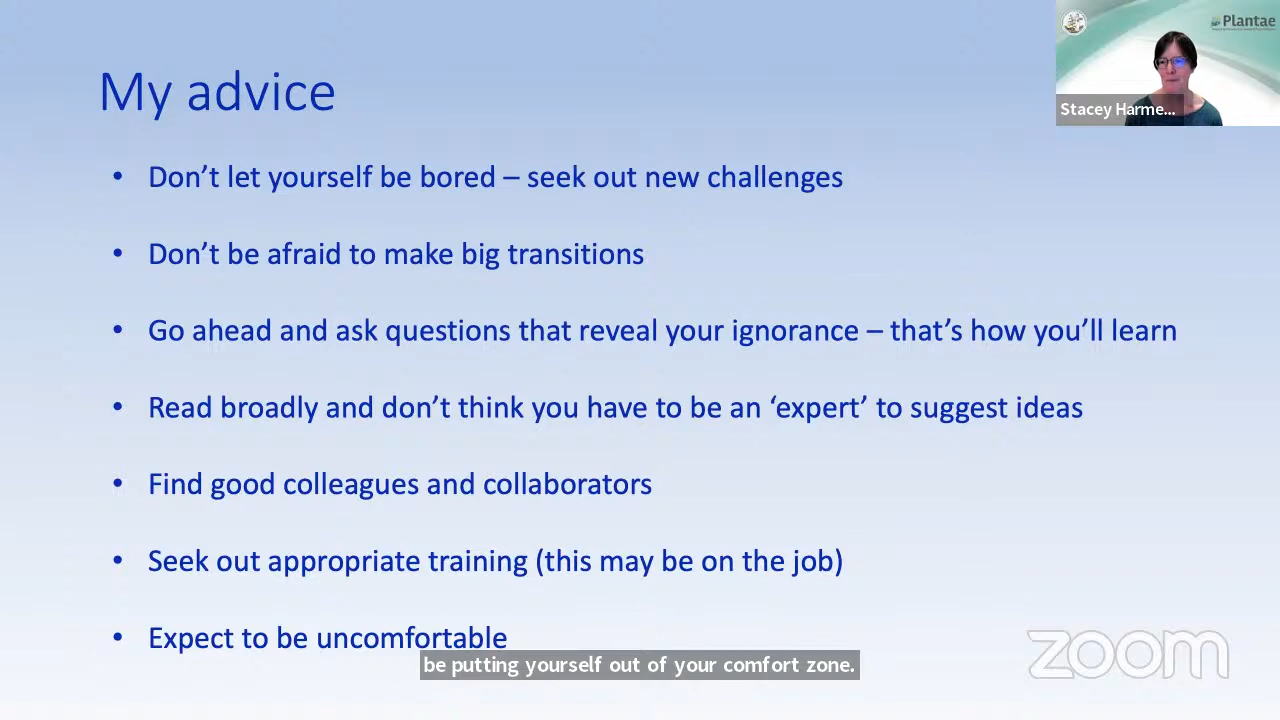 Plantae
Stacey Harme...
My advice
• Don’t let yourself be bored – seek out new challenges
• Don’t be afraid to make big transitions
• Go ahead and ask questions that reveal your ignorance – that’s how you’ll learn
• Read broadly and don’t think you have to be an ‘expert’ to suggest ideas
• Find good colleagues and collaborators
• Seek out appropriate training (this may be on the job)
• Expect to be uncomfortable
be putting yourself out of your comfort zone.
zoom